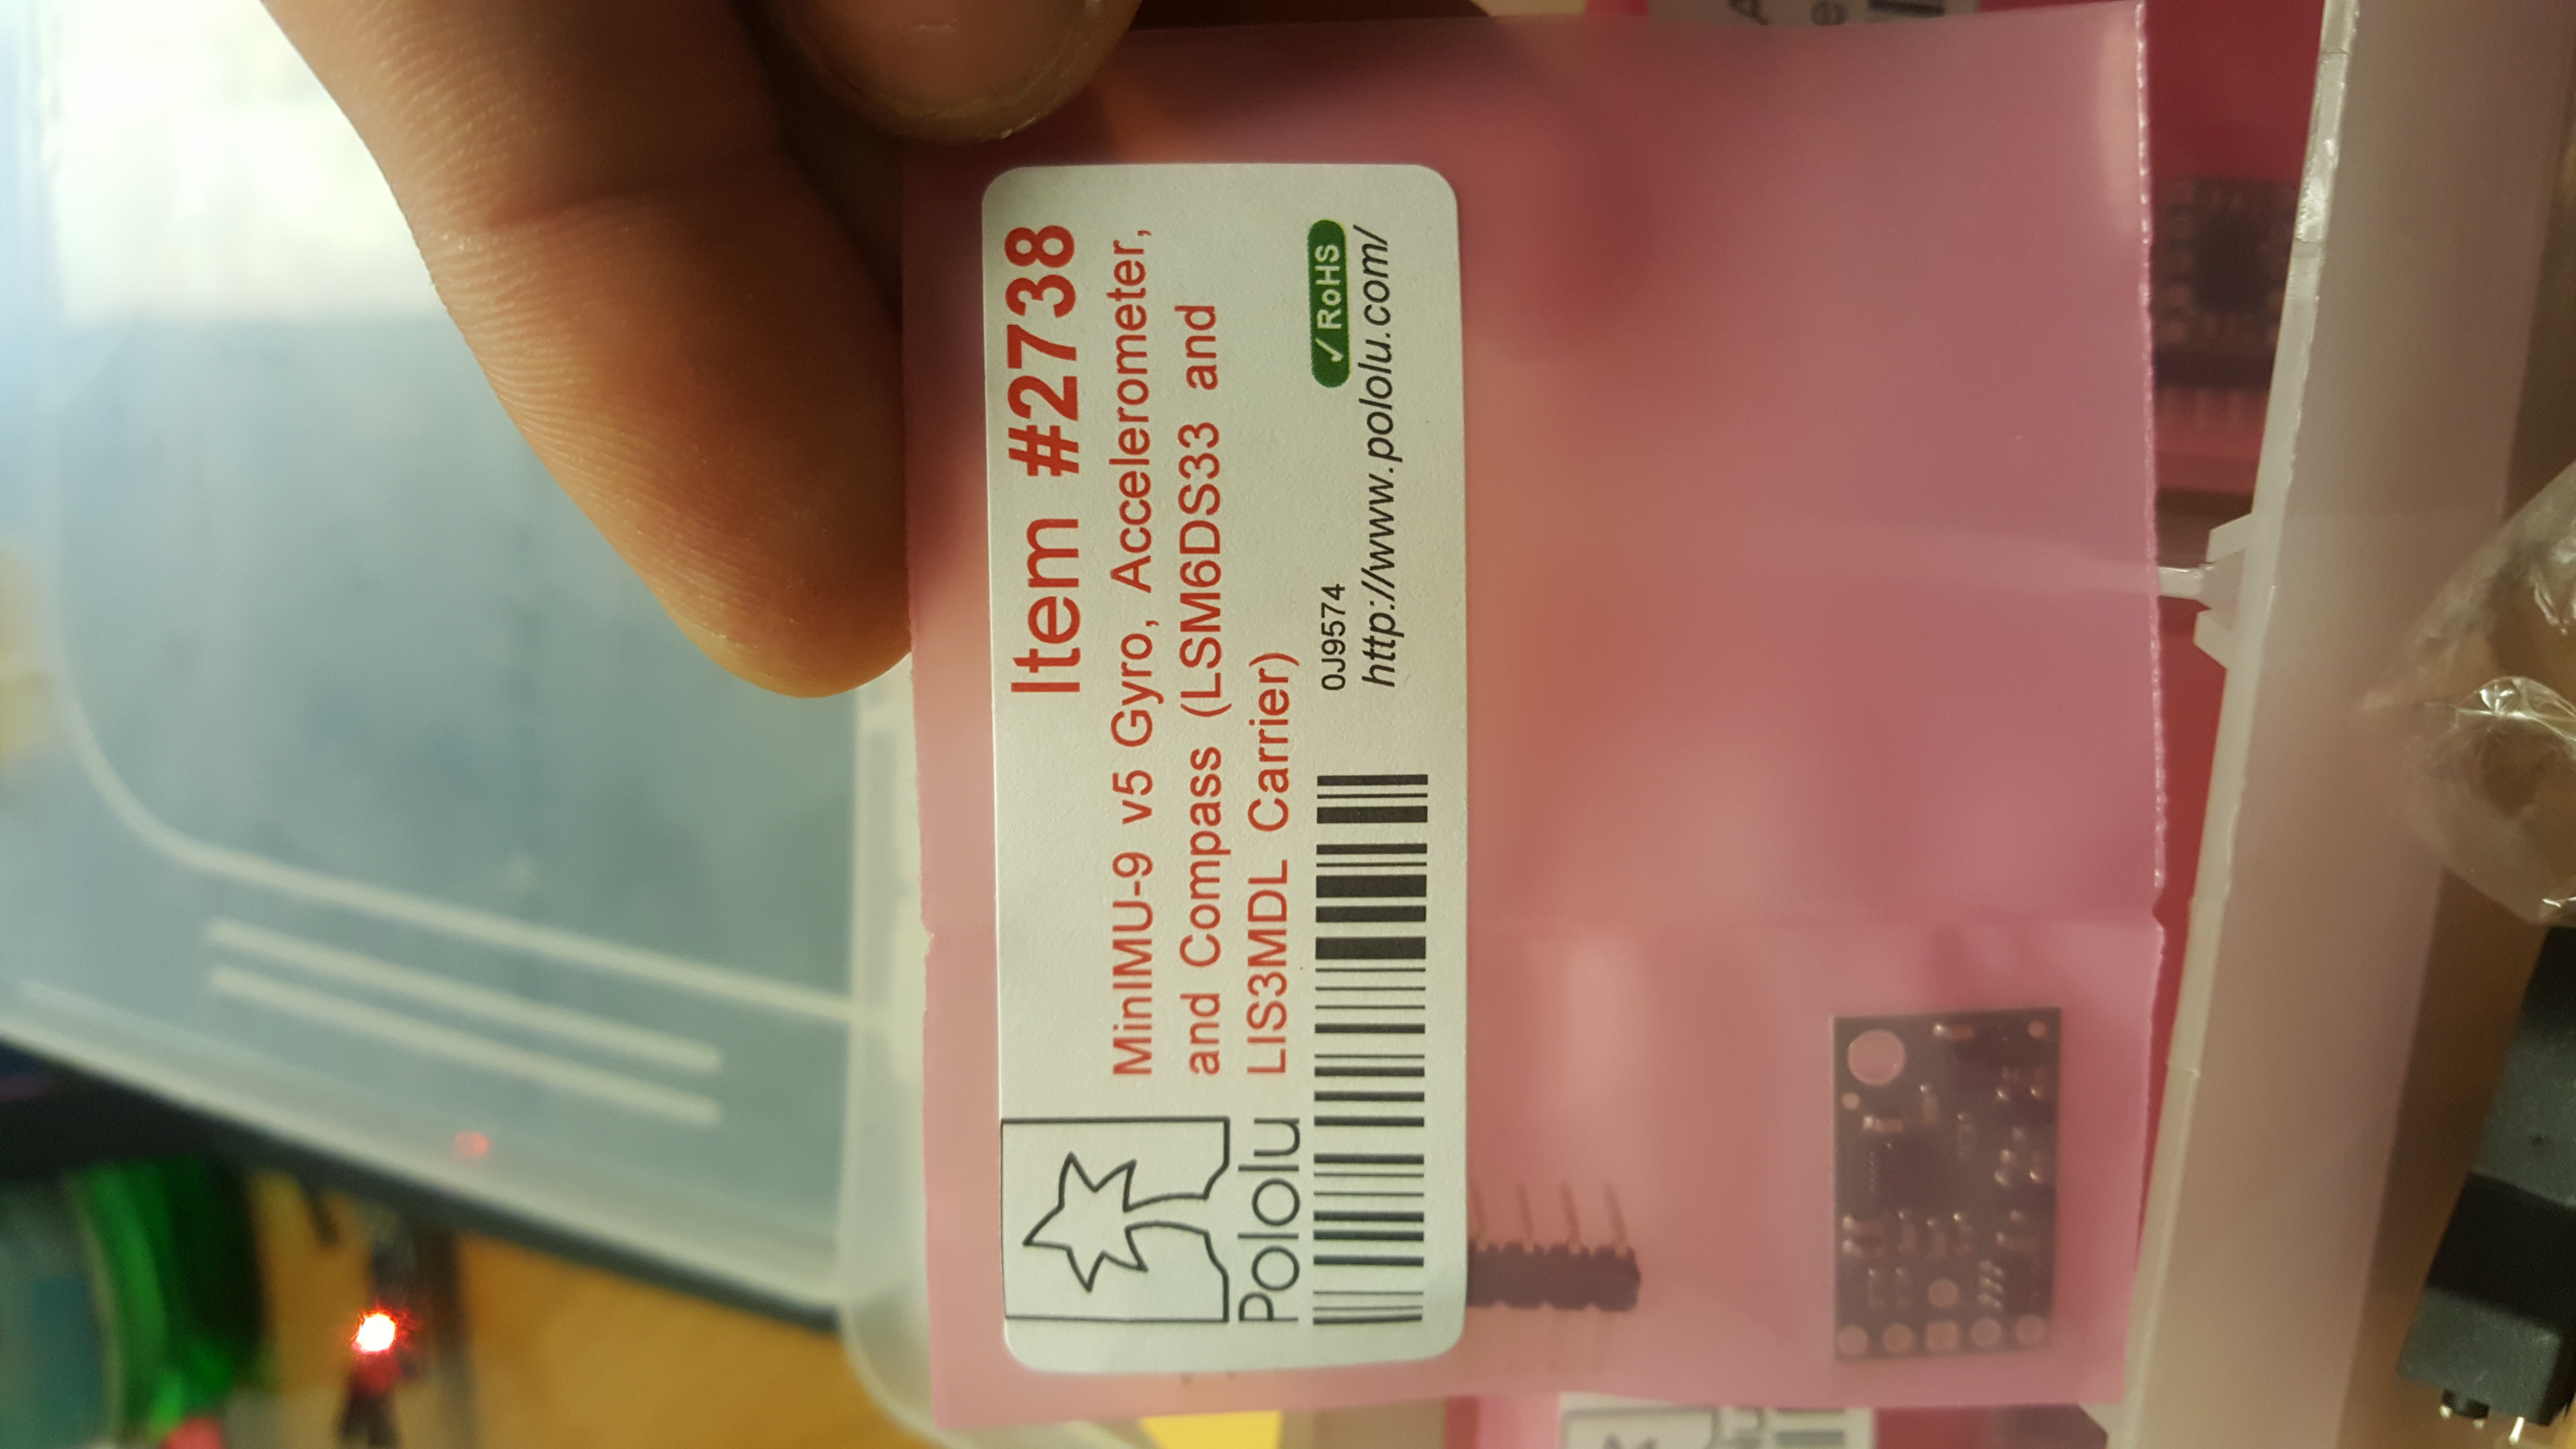 Item #2738
MinIMU-9 v5 Gyro, Accelerometer,
and Compass (LSM6DS33 and
LIS3MDL Carrier)
Pololu
0J9574
✓RoHS
http://www.pololu.com/